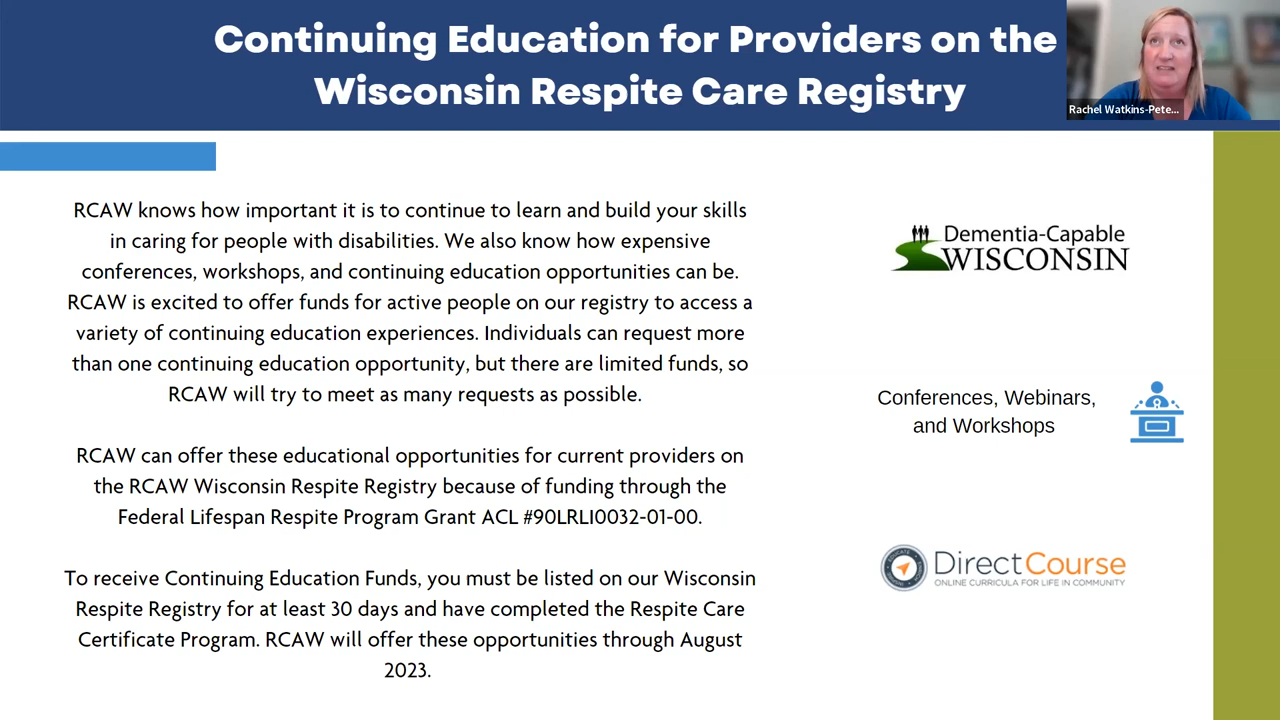 Continuing Education for Providers on the
Wisconsin Respite Care Registry
Rachel Watkins-Pete...
RCAW knows how important it is to continue to learn and build your skills
in caring for people with disabilities. We also know how expensive
conferences, workshops, and continuing education opportunities can be.
RCAW is excited to offer funds for active people on our registry to access a
variety of continuing education experiences. Individuals can request more
than one continuing education opportunity, but there are limited funds, so
RCAW will try to meet as many requests as possible.
RCAW can offer these educational opportunities for current providers on
the RCAW Wisconsin Respite Registry because of funding through the
Federal Lifespan Respite Program Grant ACL #90LRLI0032-01-00.
To receive Continuing Education Funds, you must be listed on our Wisconsin
Respite Registry for at least 30 days and have completed the Respite Care
Certificate Program. RCAW will offer these opportunities through August
2023.
Dementia-Capable
WISCONSIN
Conferences, Webinars,
and Workshops
DirectCourse
ONLINE CURRICULA FOR LIFE IN COMMUNITY